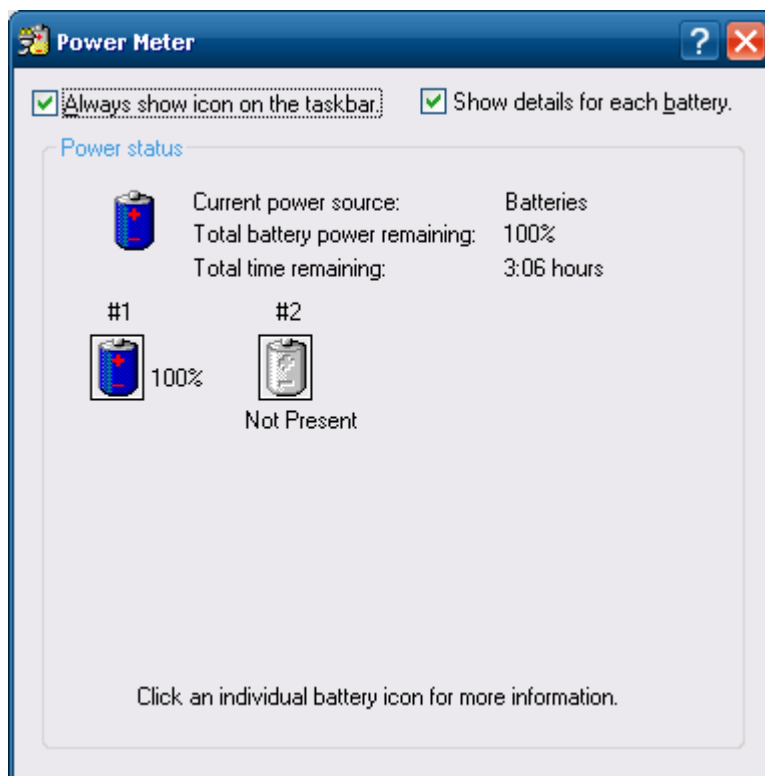 Power Meter
Always show icon on the taskbar. Show details for each battery.
Power status
Current power source: Batteries
Total battery power remaining: 100%
Total time remaining: 3:06 hours
#1 #2
100%
Not Present
Click an individual battery icon for more information.